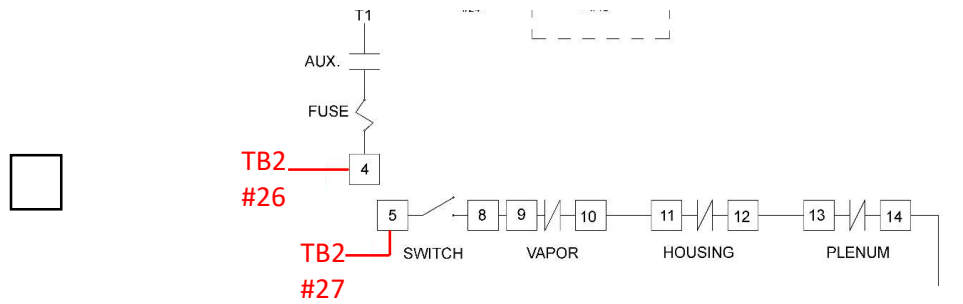 T1
AUX.
FUSE
TB2
#26
4
5
8
9
10
11
12
13
14
SWITCH
VAPOR
HOUSING
PLENUM
TB2
#27